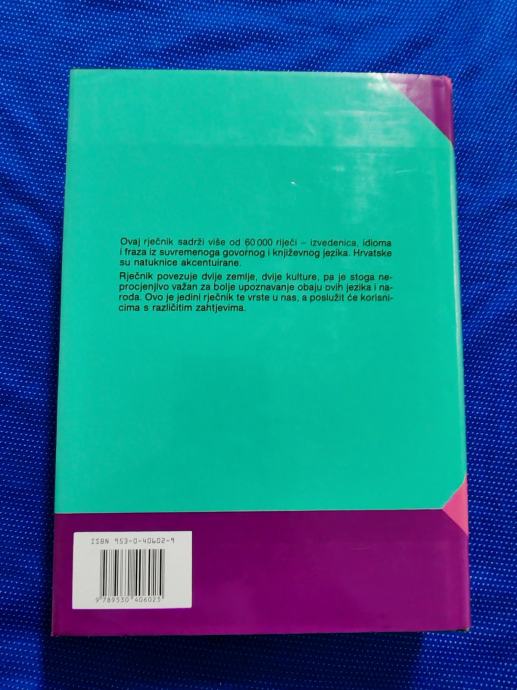 Ovaj rječnik sadrži više od 60 000 riječi – izvedenica, idioma
i fraza iz suvremenoga govornog i književnog jezika. Hrvatske
su natuknice akcentuirane.
Rječnik povezuje dvije zemlje, dvije kulture, pa je stoga ne-
procjenjivo važan za bolje upoznavanje obaju ovih jezika i na-
roda. Ovo je jedini rječnik te vrste u nas, a poslužit će korisni-
cima s različitim zahtjevima.
ISBN 953-0-40602-9
9 789530 406025